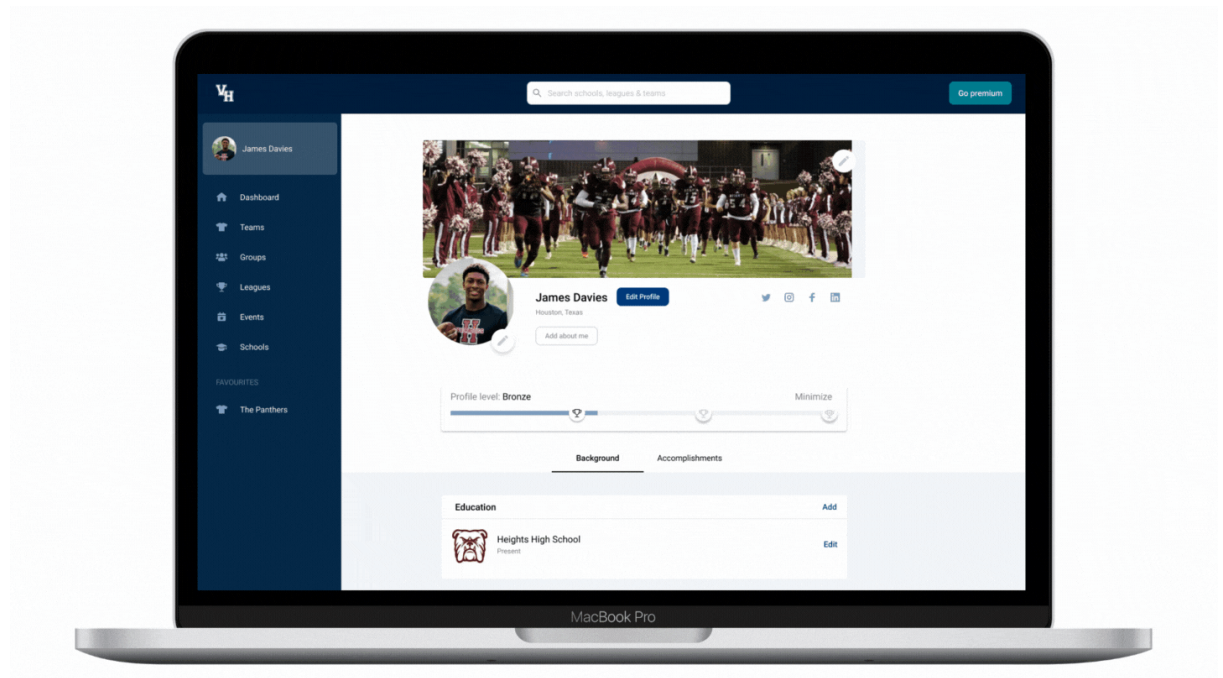 VH
Search schools, leagues & teams
Go premium
James Davies
Dashboard
Teams
Groups
Leagues
Events
Schools
FAVOURITES
The Panthers
54
James Davies
Edit Profile
Houston, Texas
Add about me
H
Profile level: Bronze
Minimize
Background
Accomplishments
Education
Add
Heights High School
Present
Edit
MacBook Pro